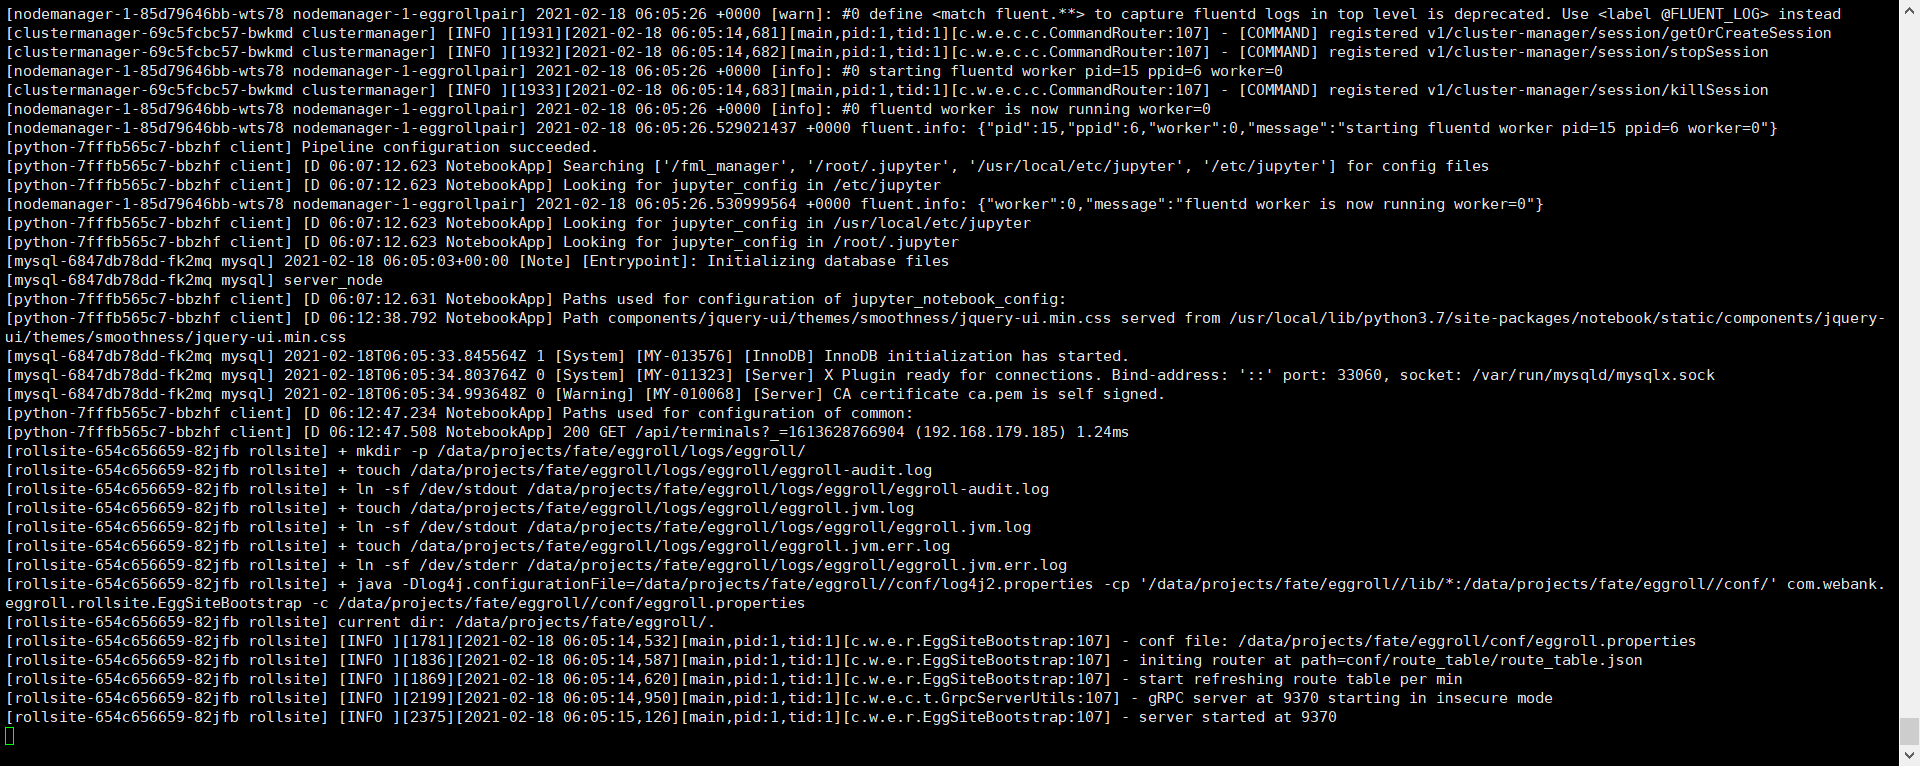 [nodemanager-1-85d79646bb-wts78 nodemanager-1-eggrollpair] 2021-02-18 06:05:26 +0000 [warn]: #0 define <match fluent.**> to capture fluentd logs in top level is deprecated. Use <label @FLUENT_LOG> instead
[clustermanager-69c5fcbc57-bwkmd clustermanager] [INFO ][1931][2021-02-18 06:05:14,681][main,pid:1,tid:1][c.w.e.c.c.CommandRouter:107] - [COMMAND] registered v1/cluster-manager/session/getOrCreateSession
[clustermanager-69c5fcbc57-bwkmd clustermanager] [INFO ][1932][2021-02-18 06:05:14,682][main,pid:1,tid:1][c.w.e.c.c.CommandRouter:107] - [COMMAND] registered v1/cluster-manager/session/stopSession
[nodemanager-1-85d79646bb-wts78 nodemanager-1-eggrollpair] 2021-02-18 06:05:26 +0000 [info]: #0 starting fluentd worker pid=15 ppid=6 worker=0
[clustermanager-69c5fcbc57-bwkmd clustermanager] [INFO ][1933][2021-02-18 06:05:14,683][main,pid:1,tid:1][c.w.e.c.c.CommandRouter:107] - [COMMAND] registered v1/cluster-manager/session/killSession
[nodemanager-1-85d79646bb-wts78 nodemanager-1-eggrollpair] 2021-02-18 06:05:26 +0000 [info]: #0 fluentd worker is now running worker=0
[nodemanager-1-85d79646bb-wts78 nodemanager-1-eggrollpair] 2021-02-18 06:05:26.529021437 +0000 fluent.info: {"pid":15,"ppid":6,"worker":0,"message":"starting fluentd worker pid=15 ppid=6 worker=0"}
[python-7fffb565c7-bbzhf client] Pipeline configuration succeeded.
[python-7fffb565c7-bbzhf client] [D 06:07:12.623 NotebookApp] Searching ['/fml_manager', '/root/.jupyter', '/usr/local/etc/jupyter', '/etc/jupyter'] for config files
[python-7fffb565c7-bbzhf client] [D 06:07:12.623 NotebookApp] Looking for jupyter_config in /etc/jupyter
[nodemanager-1-85d79646bb-wts78 nodemanager-1-eggrollpair] 2021-02-18 06:05:26.530999564 +0000 fluent.info: {"worker":0,"message":"fluentd worker is now running worker=0"}
[python-7fffb565c7-bbzhf client] [D 06:07:12.623 NotebookApp] Looking for jupyter_config in /usr/local/etc/jupyter
[python-7fffb565c7-bbzhf client] [D 06:07:12.623 NotebookApp] Looking for jupyter_config in /root/.jupyter
[mysql-6847db78dd-fk2mq mysql] 2021-02-18 06:05:03+00:00 [Note] [Entrypoint]: Initializing database files
[mysql-6847db78dd-fk2mq mysql] server_node
[python-7fffb565c7-bbzhf client] [D 06:07:12.631 NotebookApp] Paths used for configuration of jupyter_notebook_config:
[python-7fffb565c7-bbzhf client] [D 06:12:38.792 NotebookApp] Path components/jquery-ui/themes/smoothness/jquery-ui.min.css served from /usr/local/lib/python3.7/site-packages/notebook/static/components/jquery-
ui/themes/smoothness/jquery-ui.min.css
[mysql-6847db78dd-fk2mq mysql] 2021-02-18T06:05:33.845564Z 1 [System] [MY-013576] [InnoDB] InnoDB initialization has started.
[mysql-6847db78dd-fk2mq mysql] 2021-02-18T06:05:34.803764Z 0 [System] [MY-011323] [Server] X Plugin ready for connections. Bind-address: '::' port: 33060, socket: /var/run/mysqld/mysqlx.sock
[mysql-6847db78dd-fk2mq mysql] 2021-02-18T06:05:34.993648Z 0 [Warning] [MY-010068] [Server] CA certificate ca.pem is self signed.
[python-7fffb565c7-bbzhf client] [D 06:12:47.234 NotebookApp] Paths used for configuration of common:
[python-7fffb565c7-bbzhf client] [D 06:12:47.508 NotebookApp] 200 GET /api/terminals?_=1613628766904 (192.168.179.185) 1.24ms
[rollsite-654c656659-82jfb rollsite] + mkdir -p /data/projects/fate/eggroll/logs/eggroll/
[rollsite-654c656659-82jfb rollsite] + touch /data/projects/fate/eggroll/logs/eggroll/eggroll-audit.log
[rollsite-654c656659-82jfb rollsite] + ln -sf /dev/stdout /data/projects/fate/eggroll/logs/eggroll/eggroll-audit.log
[rollsite-654c656659-82jfb rollsite] + touch /data/projects/fate/eggroll/logs/eggroll/eggroll.jvm.log
[rollsite-654c656659-82jfb rollsite] + ln -sf /dev/stdout /data/projects/fate/eggroll/logs/eggroll/eggroll.jvm.log
[rollsite-654c656659-82jfb rollsite] + touch /data/projects/fate/eggroll/logs/eggroll/eggroll.jvm.err.log
[rollsite-654c656659-82jfb rollsite] + ln -sf /dev/stderr /data/projects/fate/eggroll/logs/eggroll/eggroll.jvm.err.log
[rollsite-654c656659-82jfb rollsite] + java -Dlog4j.configurationFile=/data/projects/fate/eggroll//conf/log4j2.properties -cp '/data/projects/fate/eggroll//lib/*:/data/projects/fate/eggroll//conf/' com.webank.
eggroll.rollsite.EggSiteBootstrap -c /data/projects/fate/eggroll//conf/eggroll.properties
[rollsite-654c656659-82jfb rollsite] current dir: /data/projects/fate/eggroll/.
[rollsite-654c656659-82jfb rollsite] [INFO ][1781][2021-02-18 06:05:14,532][main,pid:1,tid:1][c.w.e.r.EggSiteBootstrap:107] - conf file: /data/projects/fate/eggroll/conf/eggroll.properties
[rollsite-654c656659-82jfb rollsite] [INFO ][1836][2021-02-18 06:05:14,587][main,pid:1,tid:1][c.w.e.r.EggSiteBootstrap:107] - initing router at path=conf/route_table/route_table.json
[rollsite-654c656659-82jfb rollsite] [INFO ][1869][2021-02-18 06:05:14,620][main,pid:1,tid:1][c.w.e.r.EggSiteBootstrap:107] - start refreshing route table per min
[rollsite-654c656659-82jfb rollsite] [INFO ][2199][2021-02-18 06:05:14,950][main,pid:1,tid:1][c.w.e.c.t.GrpcServerUtils:107] - gRPC server at 9370 starting in insecure mode
[rollsite-654c656659-82jfb rollsite] [INFO ][2375][2021-02-18 06:05:15,126][main,pid:1,tid:1][c.w.e.r.EggSiteBootstrap:107] - server started at 9370